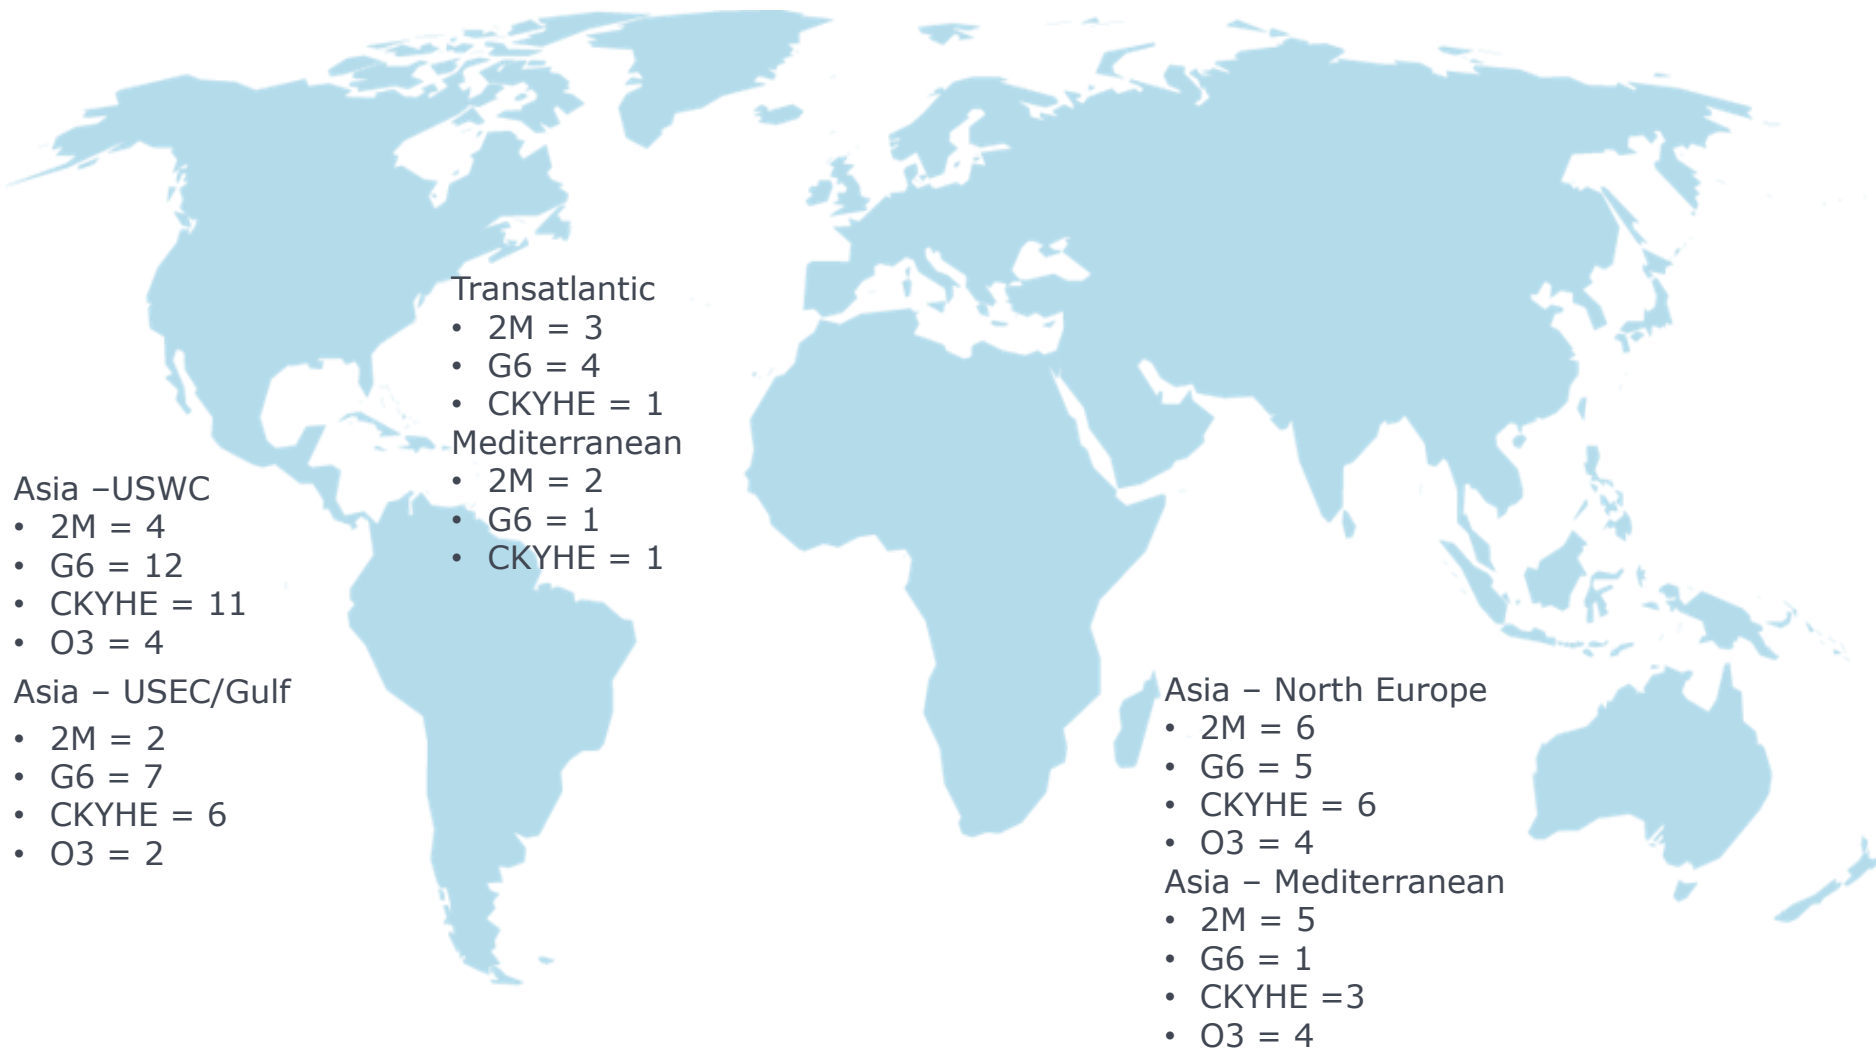 Transatlantic
• 2M = 3
• G6 = 4
• CKYHE = 1
Mediterranean
• 2M = 2
• G6 = 1
• CKYHE = 1
Asia –USWC
• 2M = 4
• G6 = 12
• CKYHE = 11
• O3 = 4
Asia – USEC/Gulf
• 2M = 2
• G6 = 7
• CKYHE = 6
• O3 = 2
Asia – North Europe
• 2M = 6
• G6 = 5
• CKYHE = 6
• O3 = 4
Asia – Mediterranean
• 2M = 5
• G6 = 1
• CKYHE =3
• O3 = 4